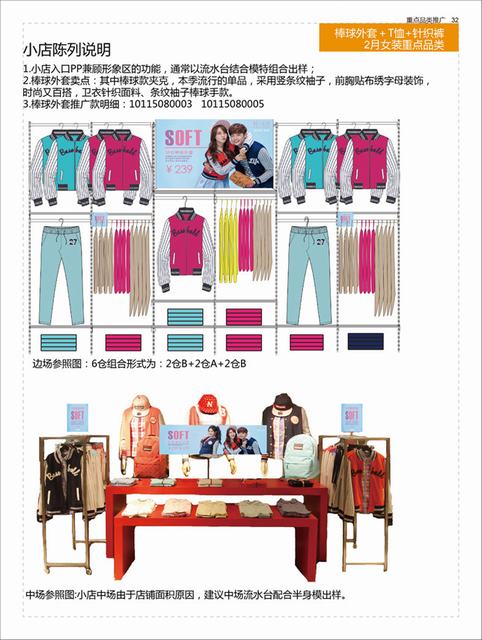 重点品类推广 32
棒球外套+T恤+针织裤
2月女装重点品类
小店陈列说明
1.小店入口PP兼顾形象区的功能，通常以流水台结合模特组合出样；
2.棒球外套卖点：其中棒球款夹克，本季流行的单品，采用竖条纹袖子，前胸贴布绣字母装饰，
时尚又百搭，卫衣针织面料、条纹袖子棒球手款。
3.棒球外套推广款明细：10115080003 10115080005
Baseball
Baseball
SOFT
¥239
Baseball
Baseball
27
Baseball
27
边场参照图：6仓组合形式为：2仓B+2仓A+2仓B
SOFT
SOFT
SOFT
中场参照图:小店中场由于店铺面积原因，建议中场流水台配合半身模出样。